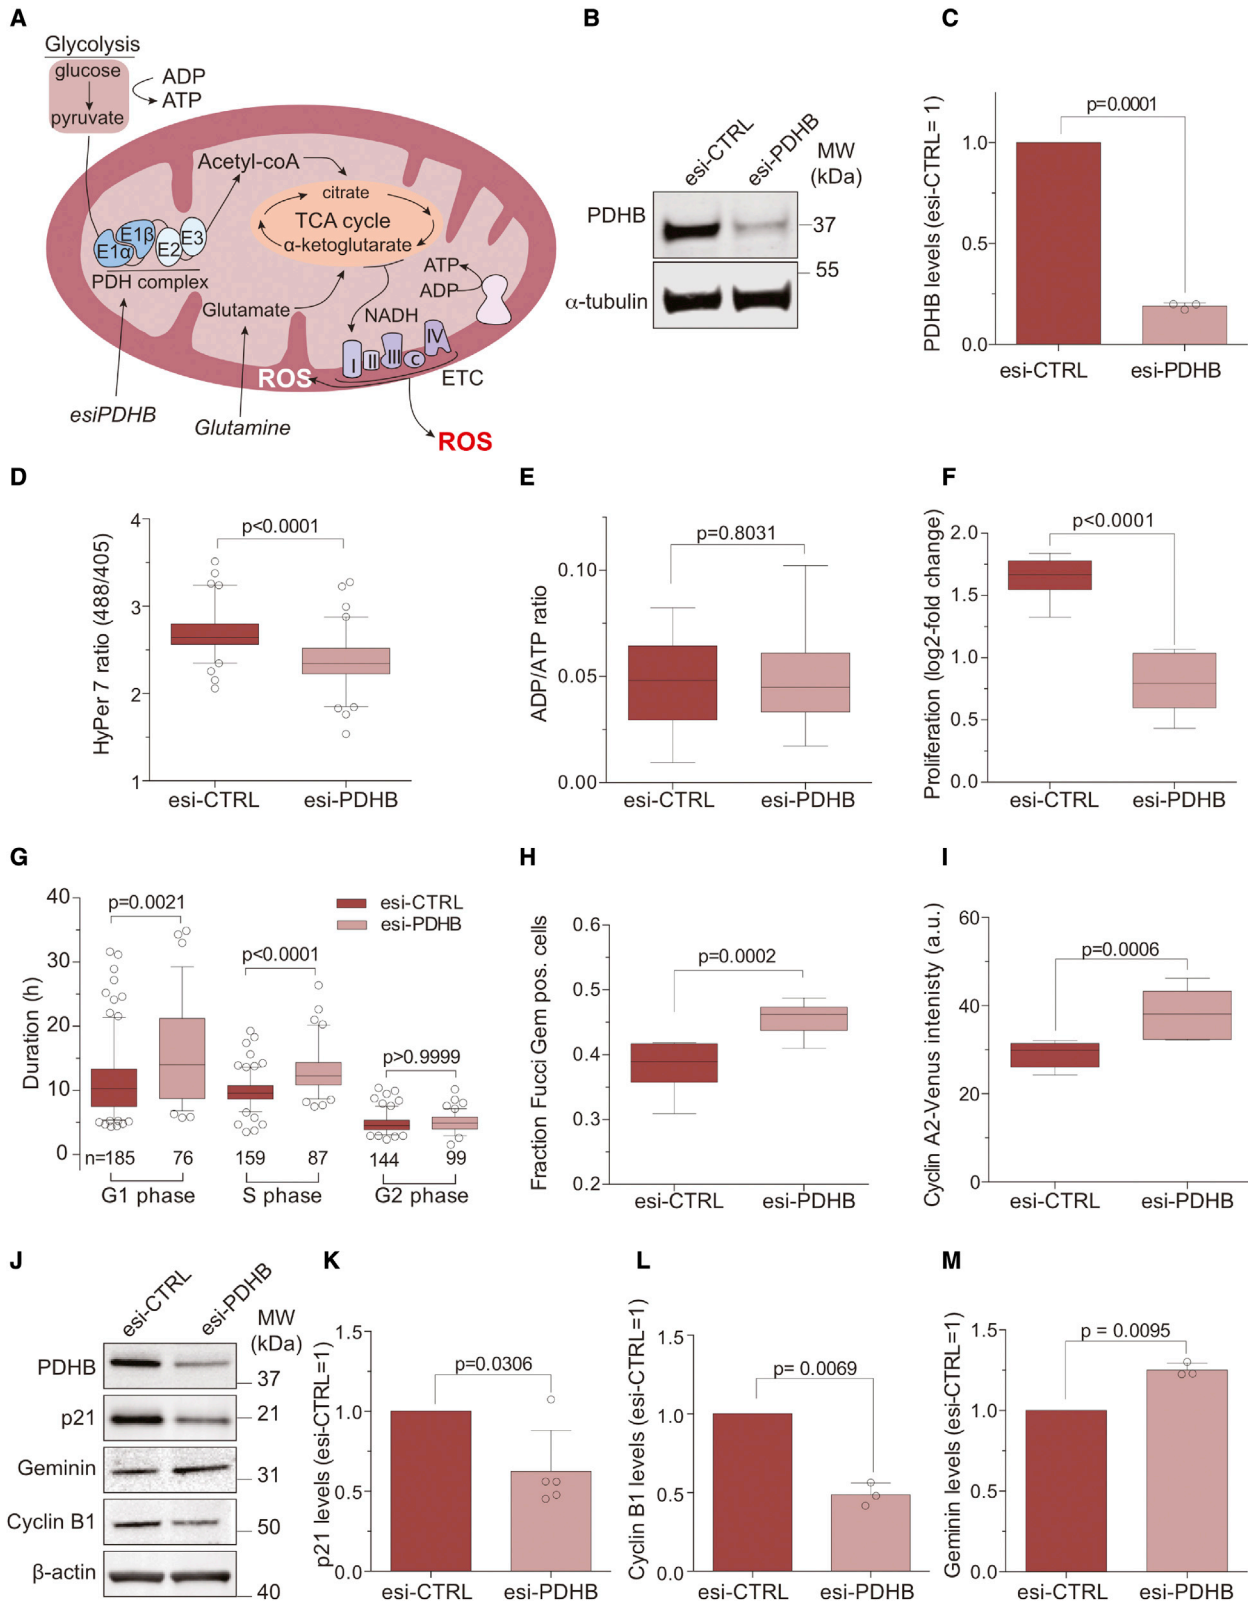 A
Glycolysis
glucose
pyruvate
ADP
ATP
Acetyl-coA
citrate
TCA cycle
α-ketoglutarate
E1α
E1β
E2
E3
PDH complex
Glutamate
NADH
ATP
ADP
I
II
III
c
IV
ETC
ROS
ROS
esiPDHB
Glutamine
B
esi-CTRL
esi-PDHB
MW
(kDa)
PDHB
37
55
α-tubulin
C
PDHB levels (esi-CTRL= 1)
p=0.0001
1.0
0.5
0.0
esi-CTRL
esi-PDHB
D
HyPer 7 ratio (488/405)
p<0.0001
4
3
2
1
esi-CTRL
esi-PDHB
E
ADP/ATP ratio
p=0.8031
0.10
0.05
0.00
esi-CTRL
esi-PDHB
F
Proliferation (log2-fold change)
p<0.0001
2.0
1.5
1.0
0.5
0.0
esi-CTRL
esi-PDHB
G
Duration (h)
esi-CTRL
esi-PDHB
p=0.0021
p<0.0001
p>0.9999
40
30
20
10
0
n=185 76 159 87 144 99
G1 phase S phase G2 phase
H
Fraction Fucci Gem pos. cells
p=0.0002
0.6
0.5
0.4
0.3
0.2
esi-CTRL
esi-PDHB
I
Cyclin A2-Venus intenisty (a.u.)
p=0.0006
60
40
20
0
esi-CTRL
esi-PDHB
J
esi-CTRL
esi-PDHB
MW
(kDa)
PDHB
37
p21
21
Geminin
31
Cyclin B1
50
β-actin
40
K
p21 levels (esi-CTRL=1)
p=0.0306
1.5
1.0
0.5
0.0
esi-CTRL
esi-PDHB
L
Cyclin B1 levels (esi-CTRL=1)
p= 0.0069
1.5
1.0
0.5
0.0
esi-CTRL
esi-PDHB
M
Geminin levels (esi-CTRL=1)
p = 0.0095
1.5
1.0
0.5
0.0
esi-CTRL
esi-PDHB